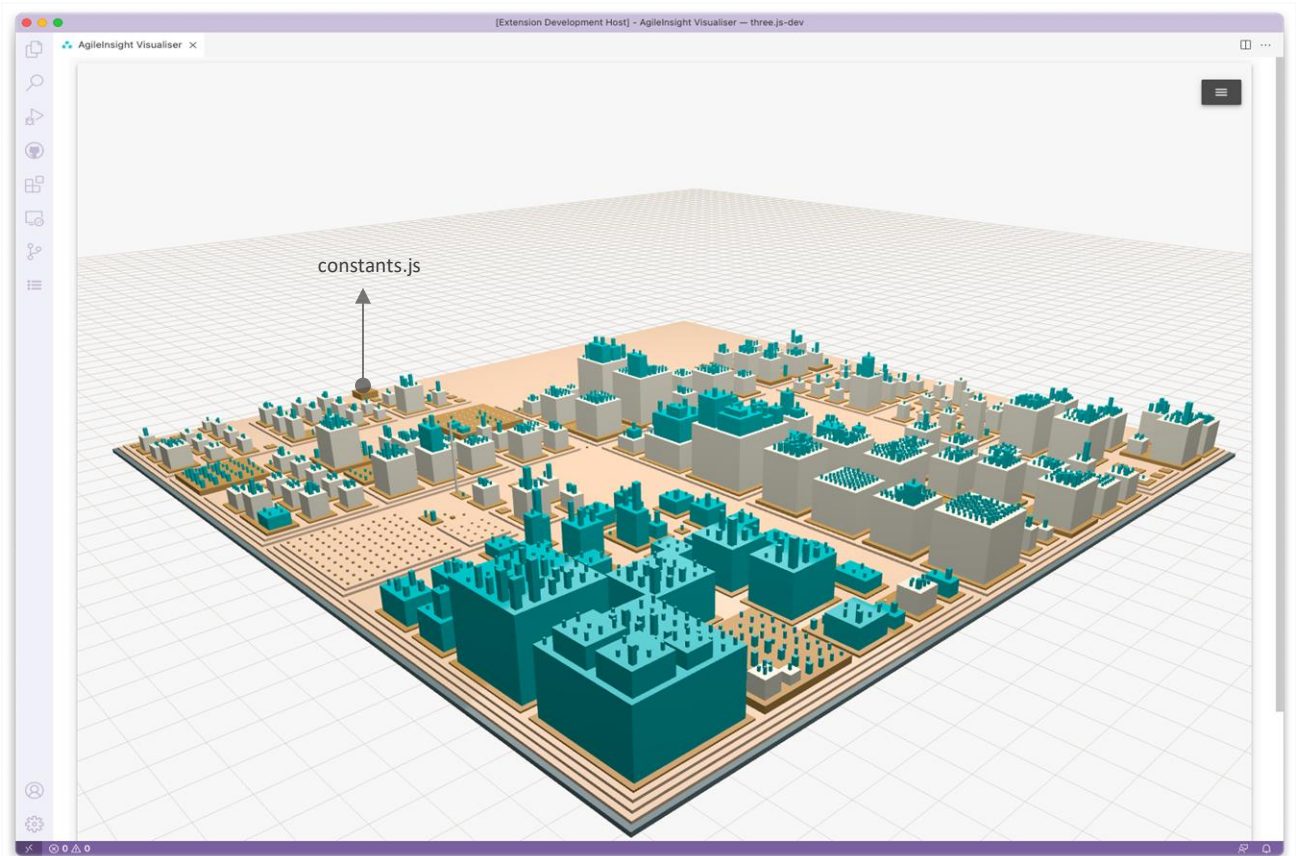 [Extension Development Host] - AgileInsight Visualiser — three.js-dev
AgileInsight Visualiser
constants.js
0 0